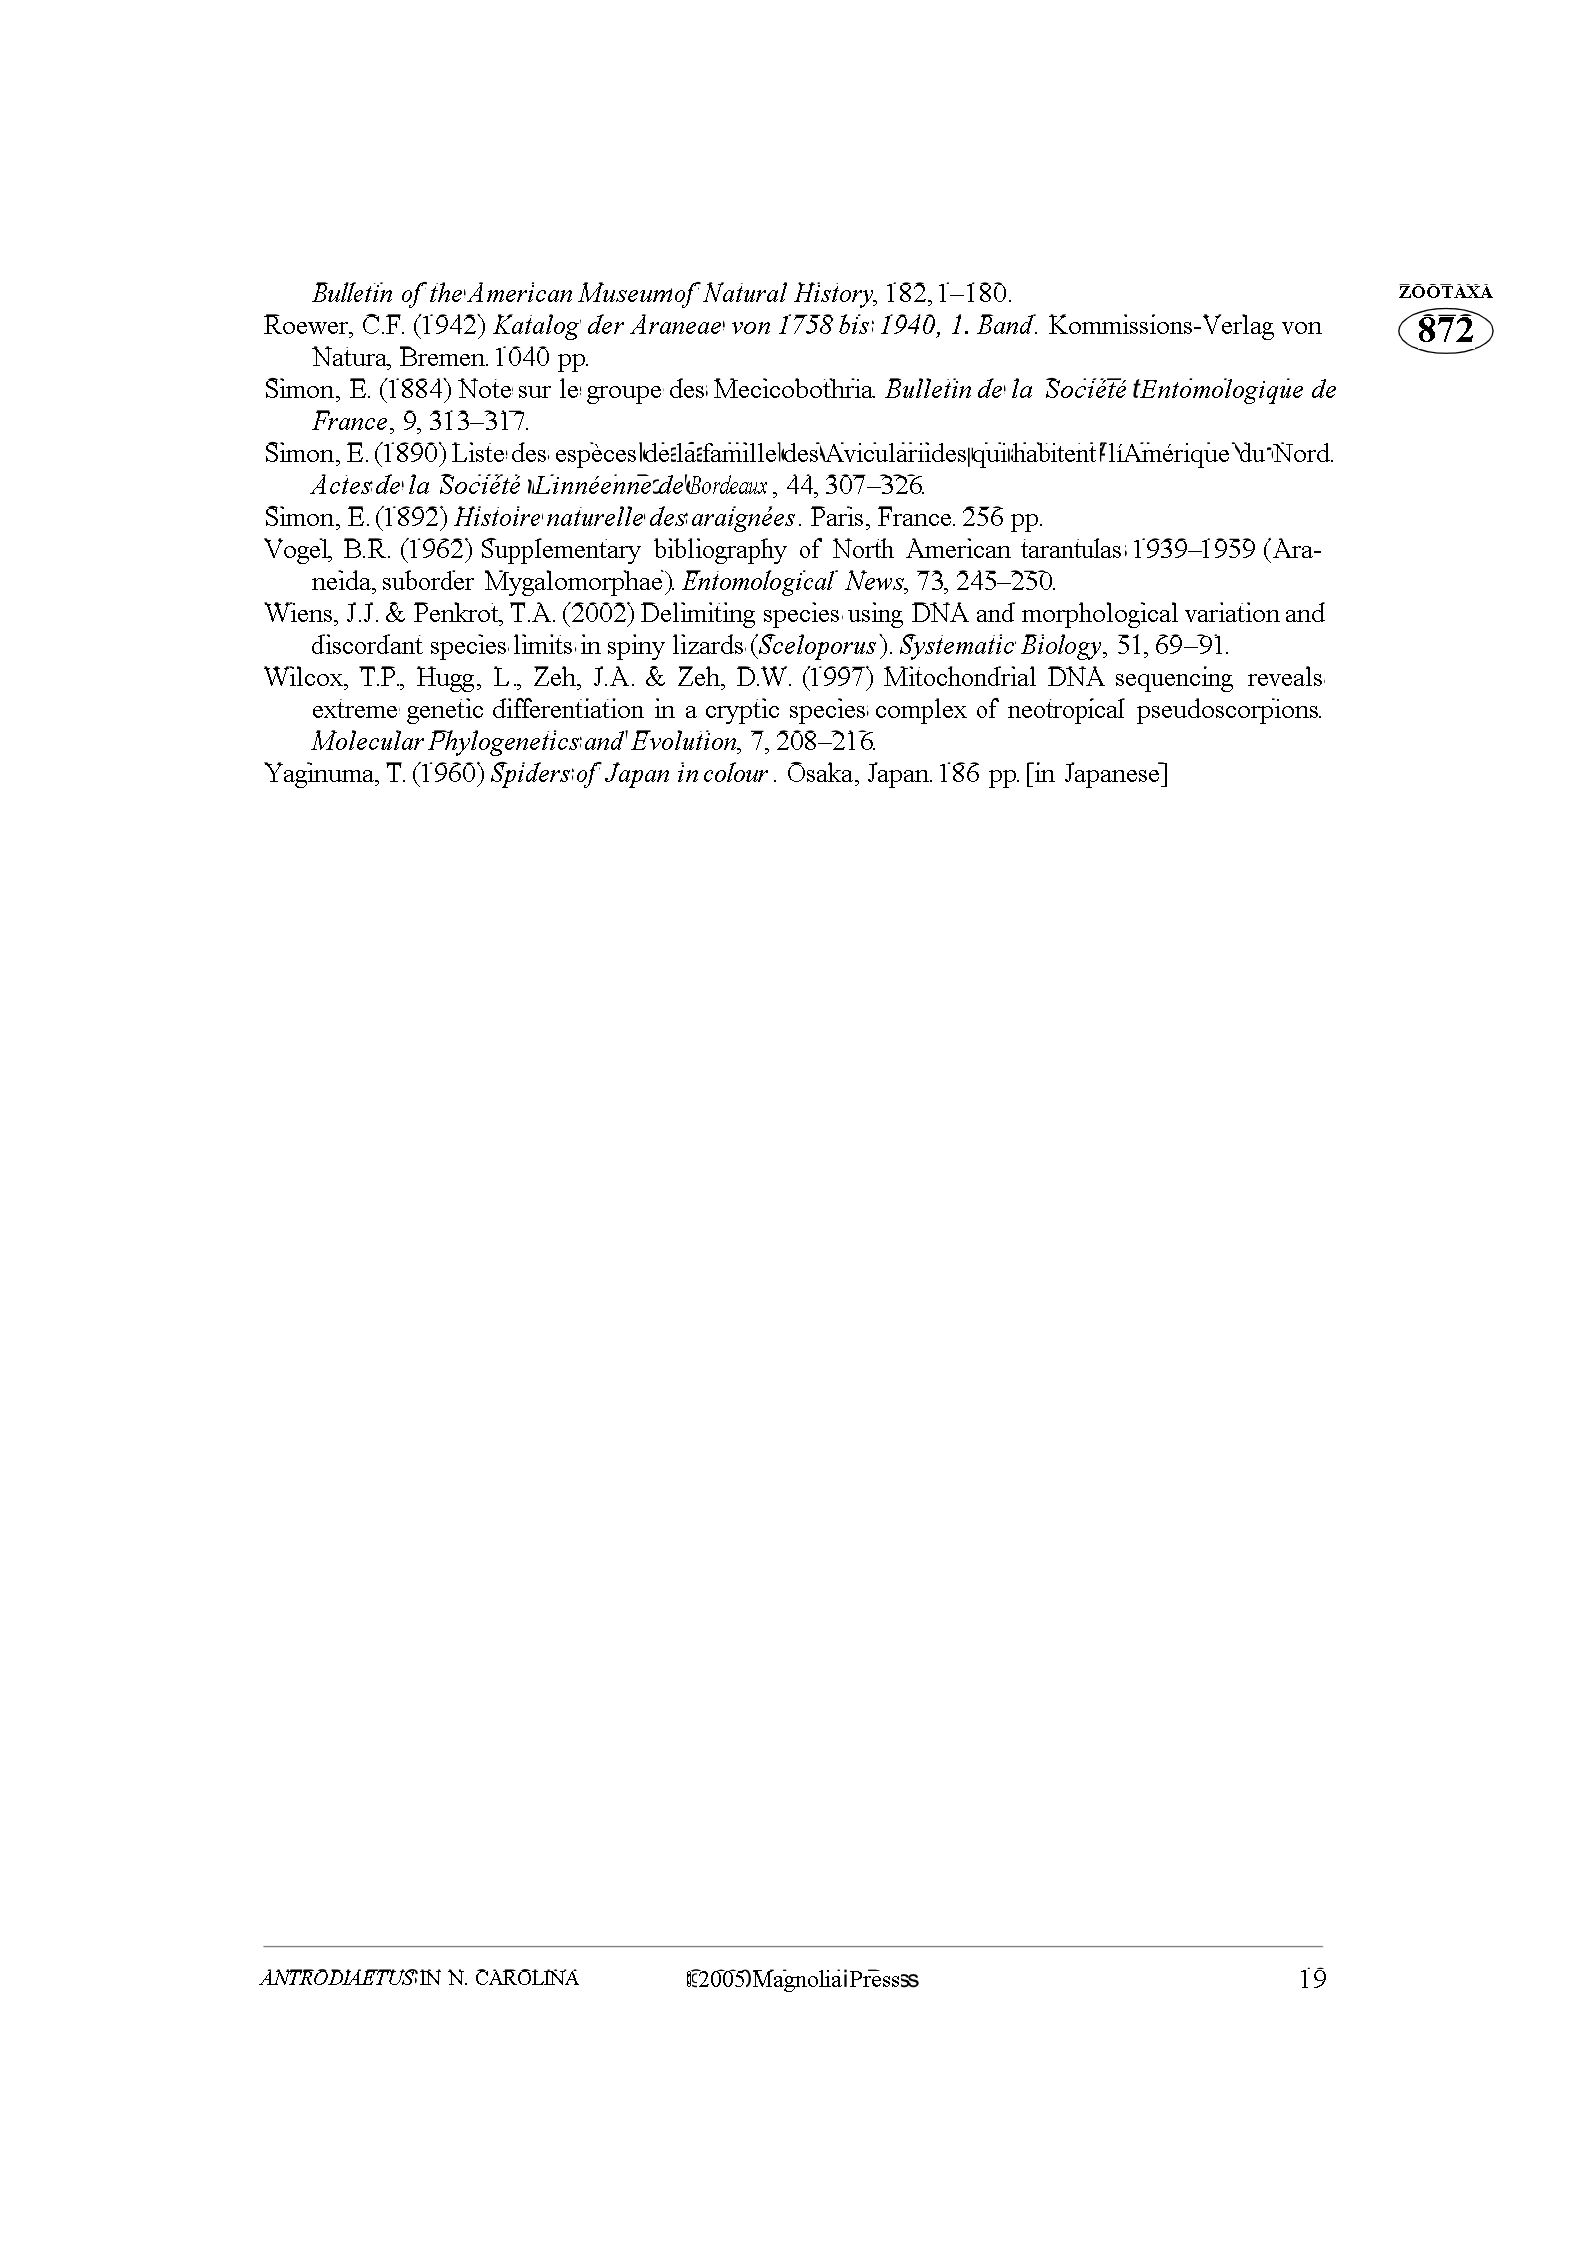 Bulletin of the American Museum of Natural History, 182, 1–180.
ZOOTAXA
872
Roewer, C.F. (1942) Katalog der Araneae von 1758 bis 1940, 1. Band. Kommissions-Verlag von
Natura, Bremen. 1040 pp.
Simon, E. (1884) Note sur le groupe des Mecicobothria. Bulletin de la Société Entomologique de
France, 9, 313–317.
Simon, E. (1890) Liste des espèces de la famille des Aviculariides qui habitent líAmérique du Nord.
Actes de la Société Linnéenne de Bordeaux, 44, 307–326.
Simon, E. (1892) Histoire naturelle des araignées. Paris, France. 256 pp.
Vogel, B.R. (1962) Supplementary bibliography of North American tarantulas 1939–1959 (Ara-
neida, suborder Mygalomorphae). Entomological News, 73, 245–250.
Wiens, J.J. & Penkrot, T.A. (2002) Delimiting species using DNA and morphological variation and
discordant species limits in spiny lizards (Sceloporus). Systematic Biology, 51, 69–91.
Wilcox, T.P., Hugg, L., Zeh, J.A. & Zeh, D.W. (1997) Mitochondrial DNA sequencing reveals
extreme genetic differentiation in a cryptic species complex of neotropical pseudoscorpions.
Molecular Phylogenetics and Evolution, 7, 208–216.
Yaginuma, T. (1960) Spiders of Japan in colour. Osaka, Japan. 186 pp. [in Japanese]
ANTRODIAETUS IN N. CAROLINA © 2005 Magnolia Press 19